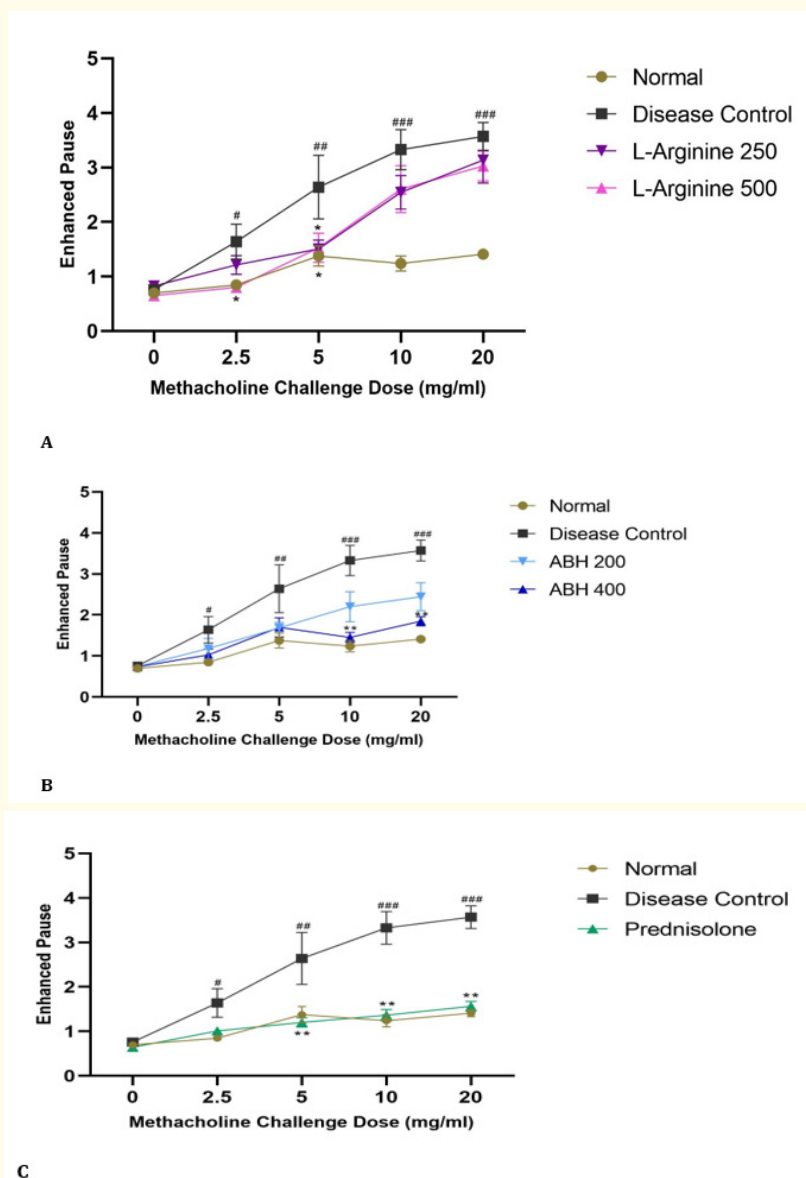 5
Normal
Disease Control
L-Arginine 250
L-Arginine 500
###
###
4
##
3
#
*
2
1
*
*
0
Enhanced Pause
0 2.5 5 10 20
Methacholine Challenge Dose (mg/ml)
A
5
Normal
Disease Control
ABH 200
ABH 400
4
###
###
##
3
#
2
**
**
1
0
Enhanced Pause
0 2.5 5 10 20
Methacholine Challenge Dose (mg/ml)
B
5
Normal
Disease Control
Prednisolone
4
###
###
##
3
#
2
**
**
1
**
0
Enhanced Pause
0 2.5 5 10 20
Methacholine Challenge Dose (mg/ml)
C